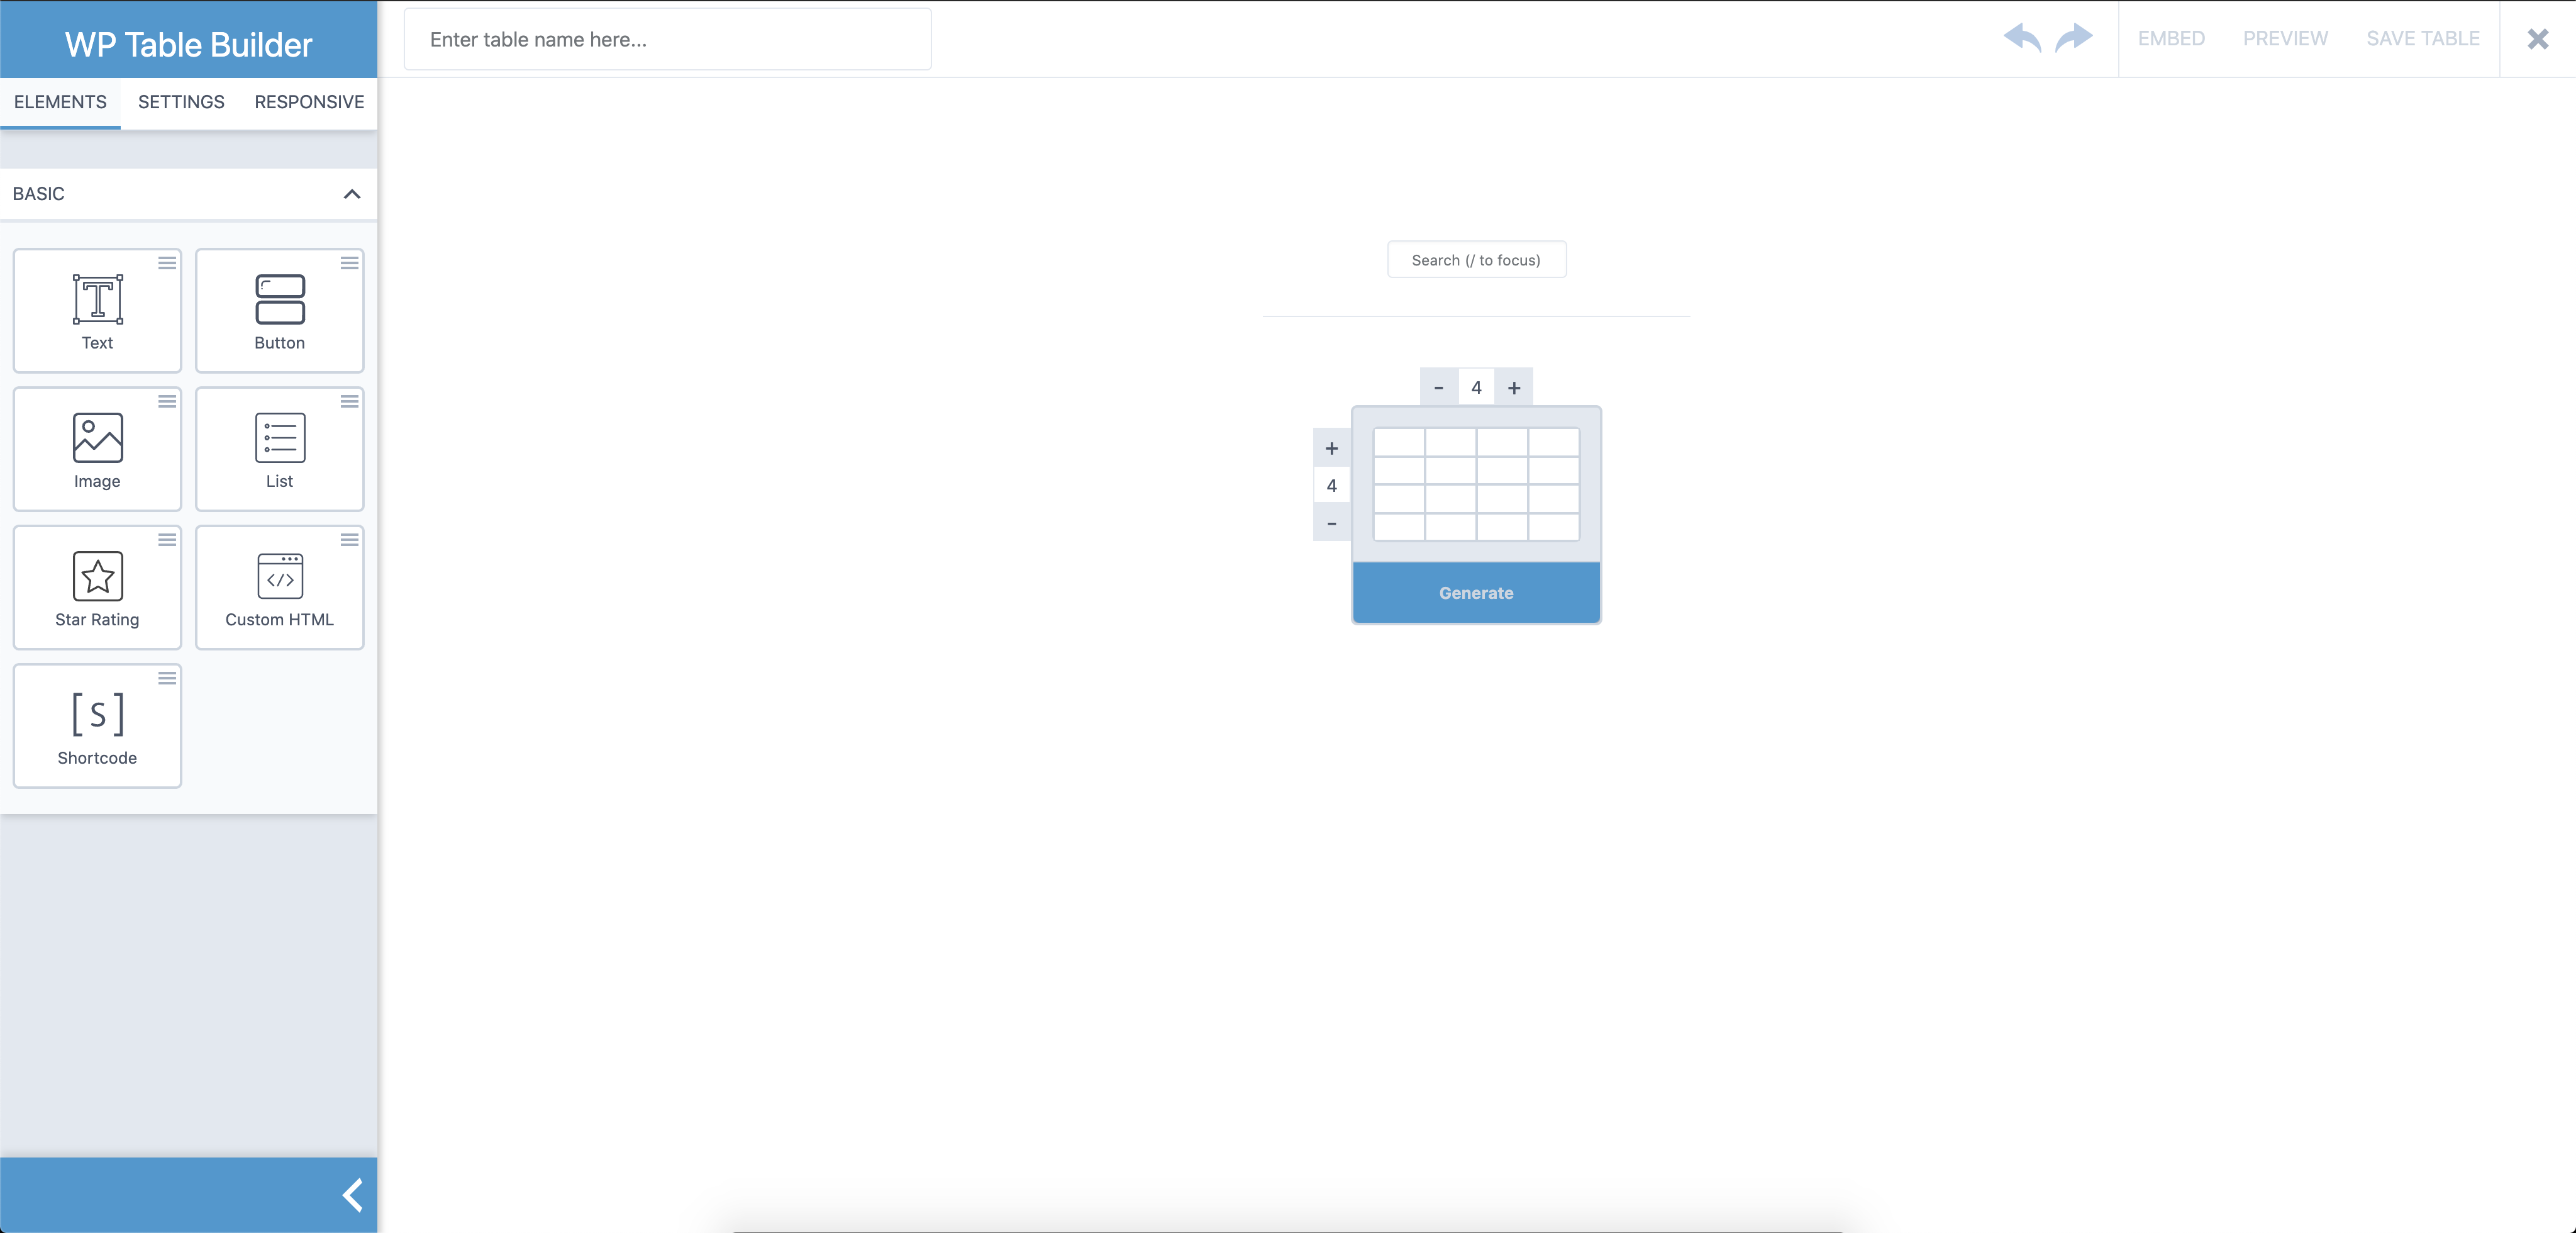 WP Table Builder
Enter table name here...
EMBED
PREVIEW
SAVE TABLE
ELEMENTS
SETTINGS
RESPONSIVE
BASIC
Text
Button
Image
List
Star Rating
Custom HTML
[S]
Shortcode
Search (/ to focus)
- 4 +
+
4
-
Generate